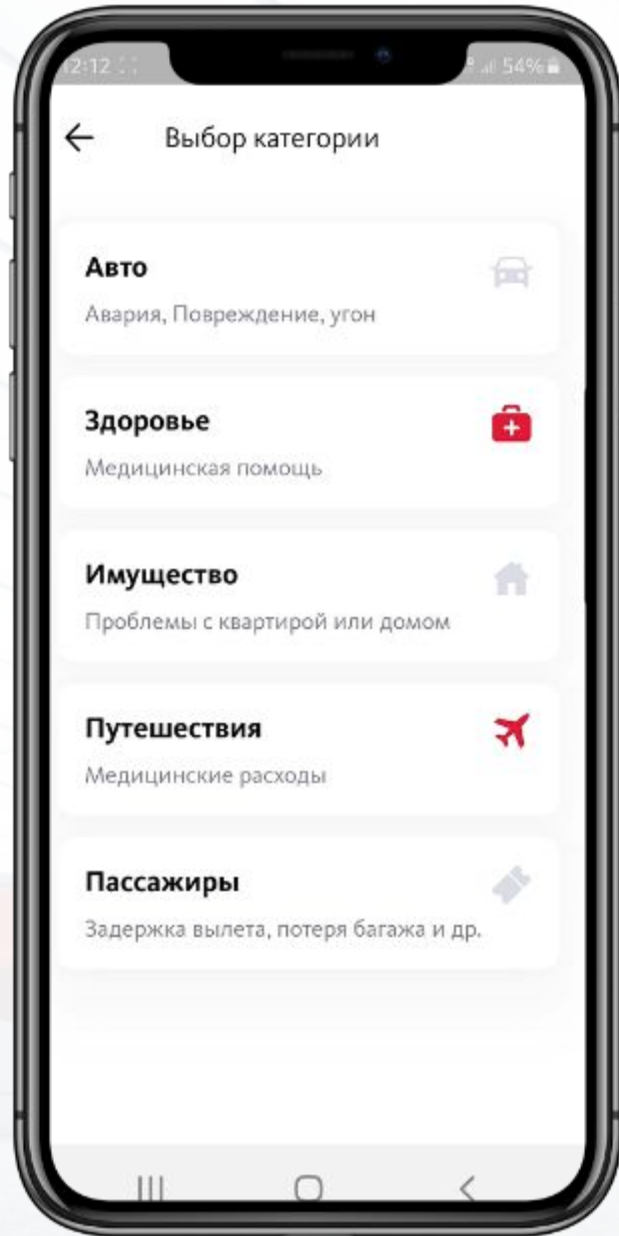 12:12
54%
Выбор категории
Авто
Авария, Повреждение, угон
Здоровье
Медицинская помощь
Имущество
Проблемы с квартирой или домом
Путешествия
Медицинские расходы
Пассажиры
Задержка вылета, потеря багажа и др.